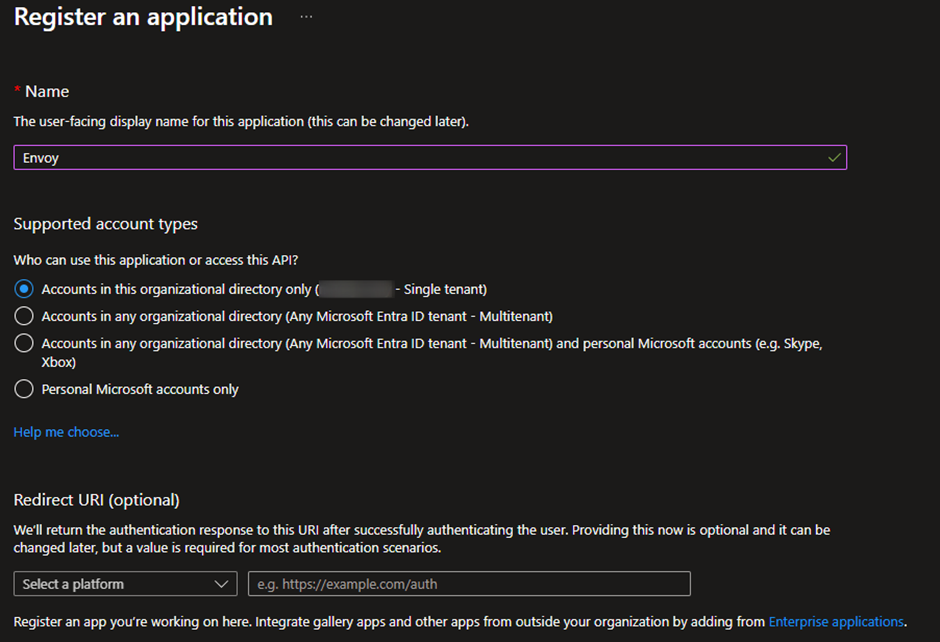 Register an application ...
* Name
The user-facing display name for this application (this can be changed later).
Envoy
Supported account types
Who can use this application or access this API?
Accounts in this organizational directory only ( - Single tenant)
Accounts in any organizational directory (Any Microsoft Entra ID tenant - Multitenant)
Accounts in any organizational directory (Any Microsoft Entra ID tenant - Multitenant) and personal Microsoft accounts (e.g. Skype,
Xbox)
Personal Microsoft accounts only
Help me choose...
Redirect URI (optional)
We'll return the authentication response to this URI after successfully authenticating the user. Providing this now is optional and it can be
changed later, but a value is required for most authentication scenarios.
Select a platform e.g. https://example.com/auth
Register an app you're working on here. Integrate gallery apps and other apps from outside your organization by adding from Enterprise applications.